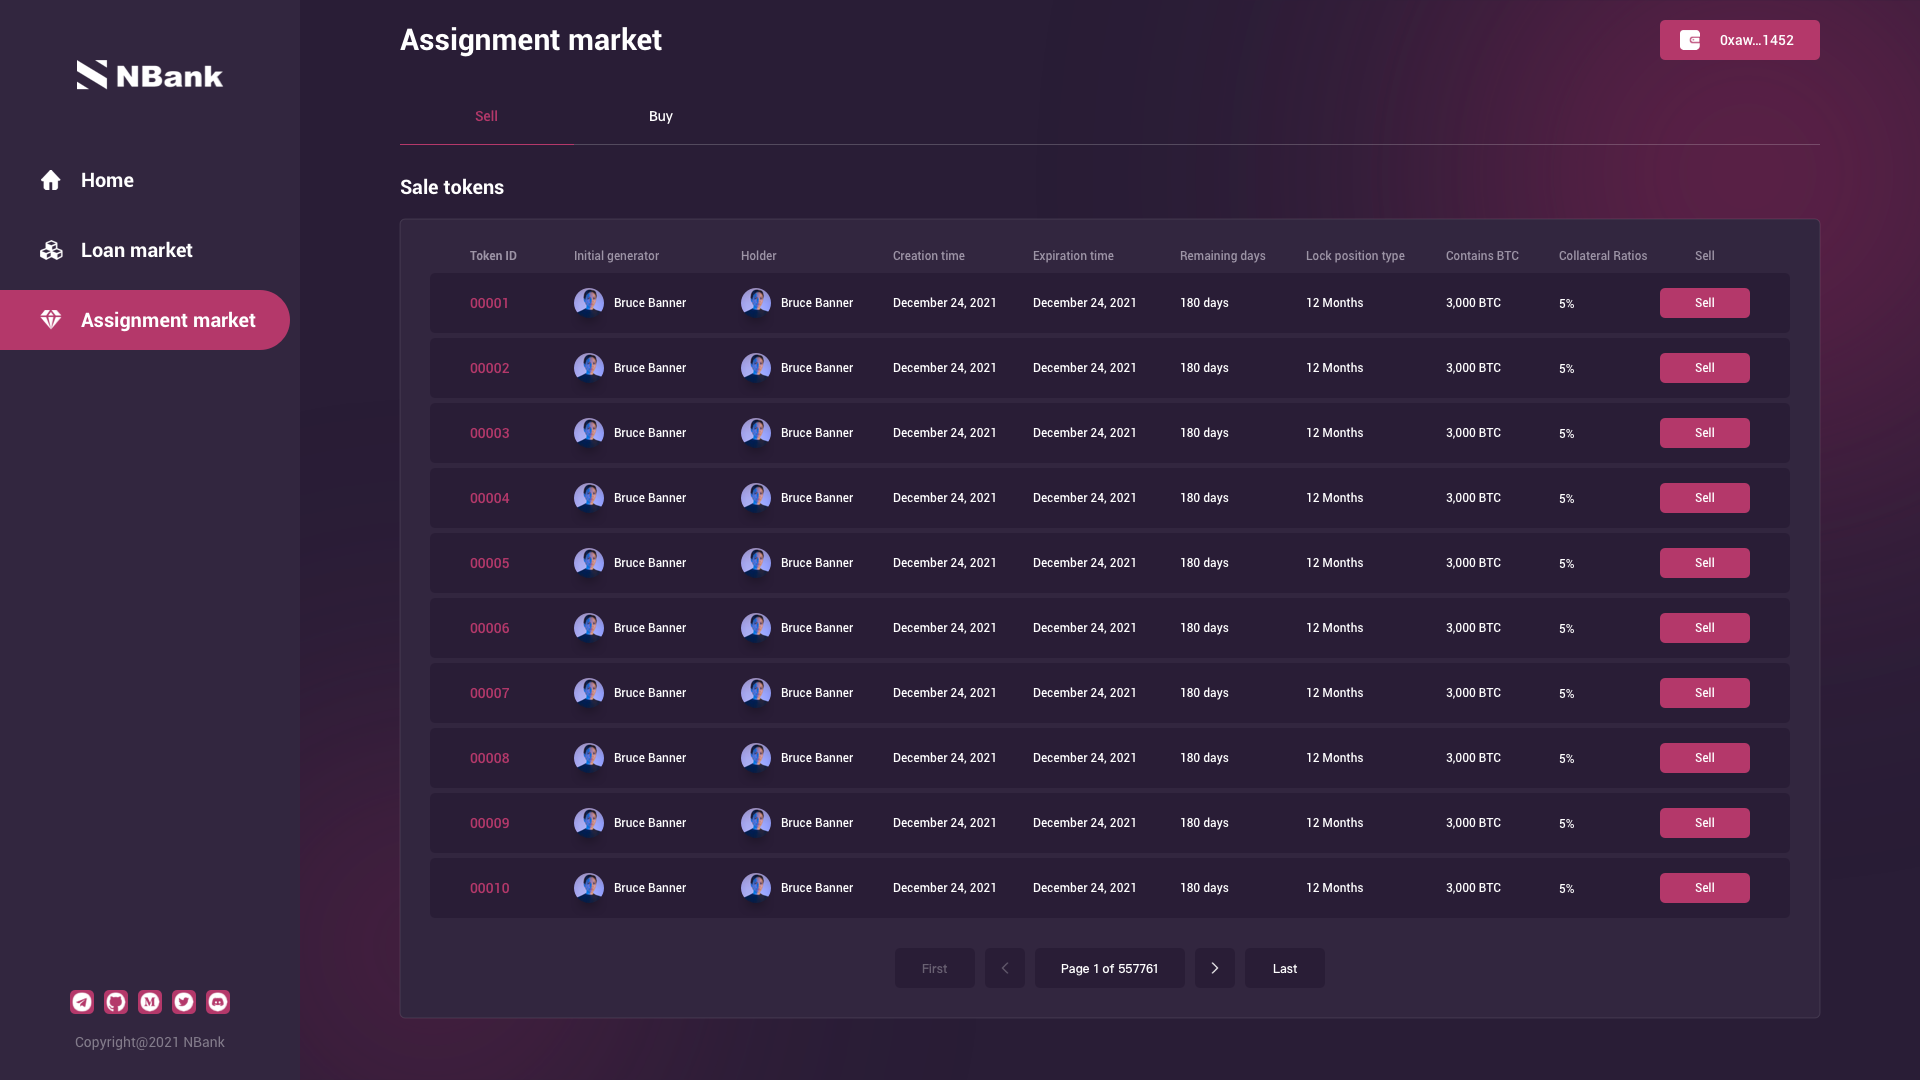 NBank
Home
Loan market
Assignment market
Copyright@2021 NBank
Assignment market
0xaw...1452
Sell Buy
Sale tokens
Token ID Initial generator Holder Creation time Expiration time Remaining days Lock position type Contains BTC Collateral Ratios Sell
00001 Bruce Banner Bruce Banner December 24, 2021 December 24, 2021 180 days 12 Months 3,000 BTC 5% Sell
00002 Bruce Banner Bruce Banner December 24, 2021 December 24, 2021 180 days 12 Months 3,000 BTC 5% Sell
00003 Bruce Banner Bruce Banner December 24, 2021 December 24, 2021 180 days 12 Months 3,000 BTC 5% Sell
00004 Bruce Banner Bruce Banner December 24, 2021 December 24, 2021 180 days 12 Months 3,000 BTC 5% Sell
00005 Bruce Banner Bruce Banner December 24, 2021 December 24, 2021 180 days 12 Months 3,000 BTC 5% Sell
00006 Bruce Banner Bruce Banner December 24, 2021 December 24, 2021 180 days 12 Months 3,000 BTC 5% Sell
00007 Bruce Banner Bruce Banner December 24, 2021 December 24, 2021 180 days 12 Months 3,000 BTC 5% Sell
00008 Bruce Banner Bruce Banner December 24, 2021 December 24, 2021 180 days 12 Months 3,000 BTC 5% Sell
00009 Bruce Banner Bruce Banner December 24, 2021 December 24, 2021 180 days 12 Months 3,000 BTC 5% Sell
00010 Bruce Banner Bruce Banner December 24, 2021 December 24, 2021 180 days 12 Months 3,000 BTC 5% Sell
First Page 1 of 557761 Last